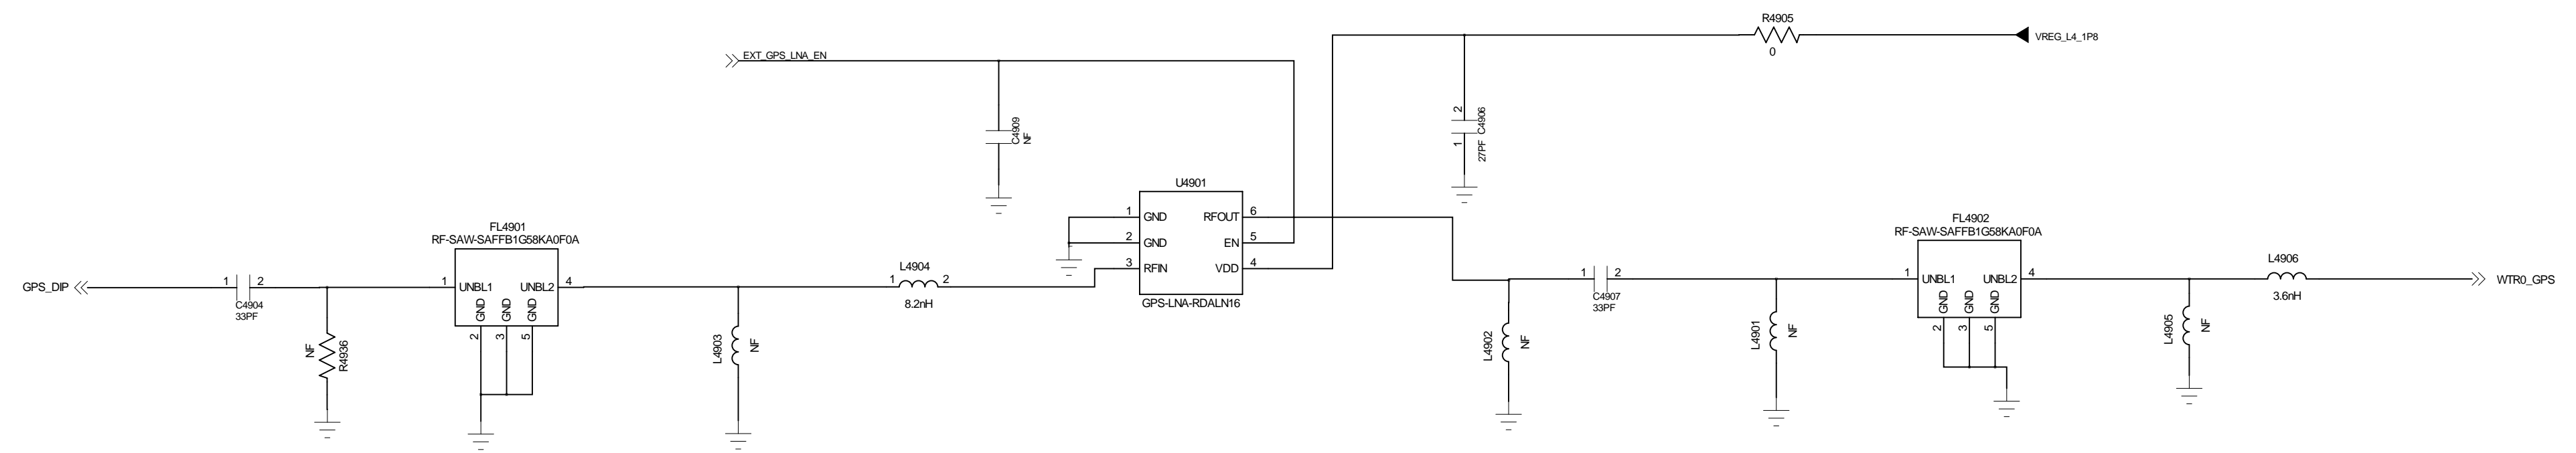 R4905
0
VREG_L4_1P8
EXT_GPS_LNA_EN
C4909
NF
2
1
C4906
27PF
U4901
1
GND
RFOUT
6
2
GND
EN
5
3
RFIN
VDD
4
GPS-LNA-RDALN16
GPS_DIP
1
2
C4904
33PF
NF
R4936
FL4901
RF-SAW-SAFFB1G58KA0F0A
1
UNBL1
UNBL2
4
GND
GND
GND
2
3
5
L4903
NF
L4904
1
2
8.2nH
L4902
NF
1
2
C4907
33PF
L4901
NF
FL4902
RF-SAW-SAFFB1G58KA0F0A
1
UNBL1
UNBL2
4
GND
GND
GND
2
3
5
L4905
NF
L4906
3.6nH
WTR0_GPS